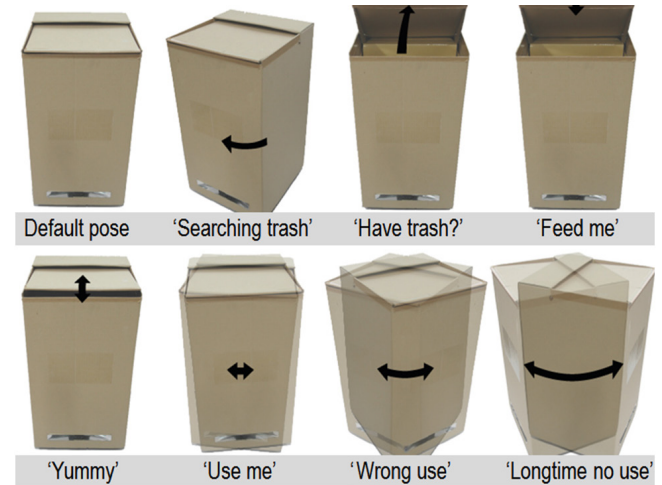 Default pose
‘Searching trash’
‘Have trash?’
‘Feed me’
‘Yummy’
‘Use me’
‘Wrong use’
‘Longtime no use’